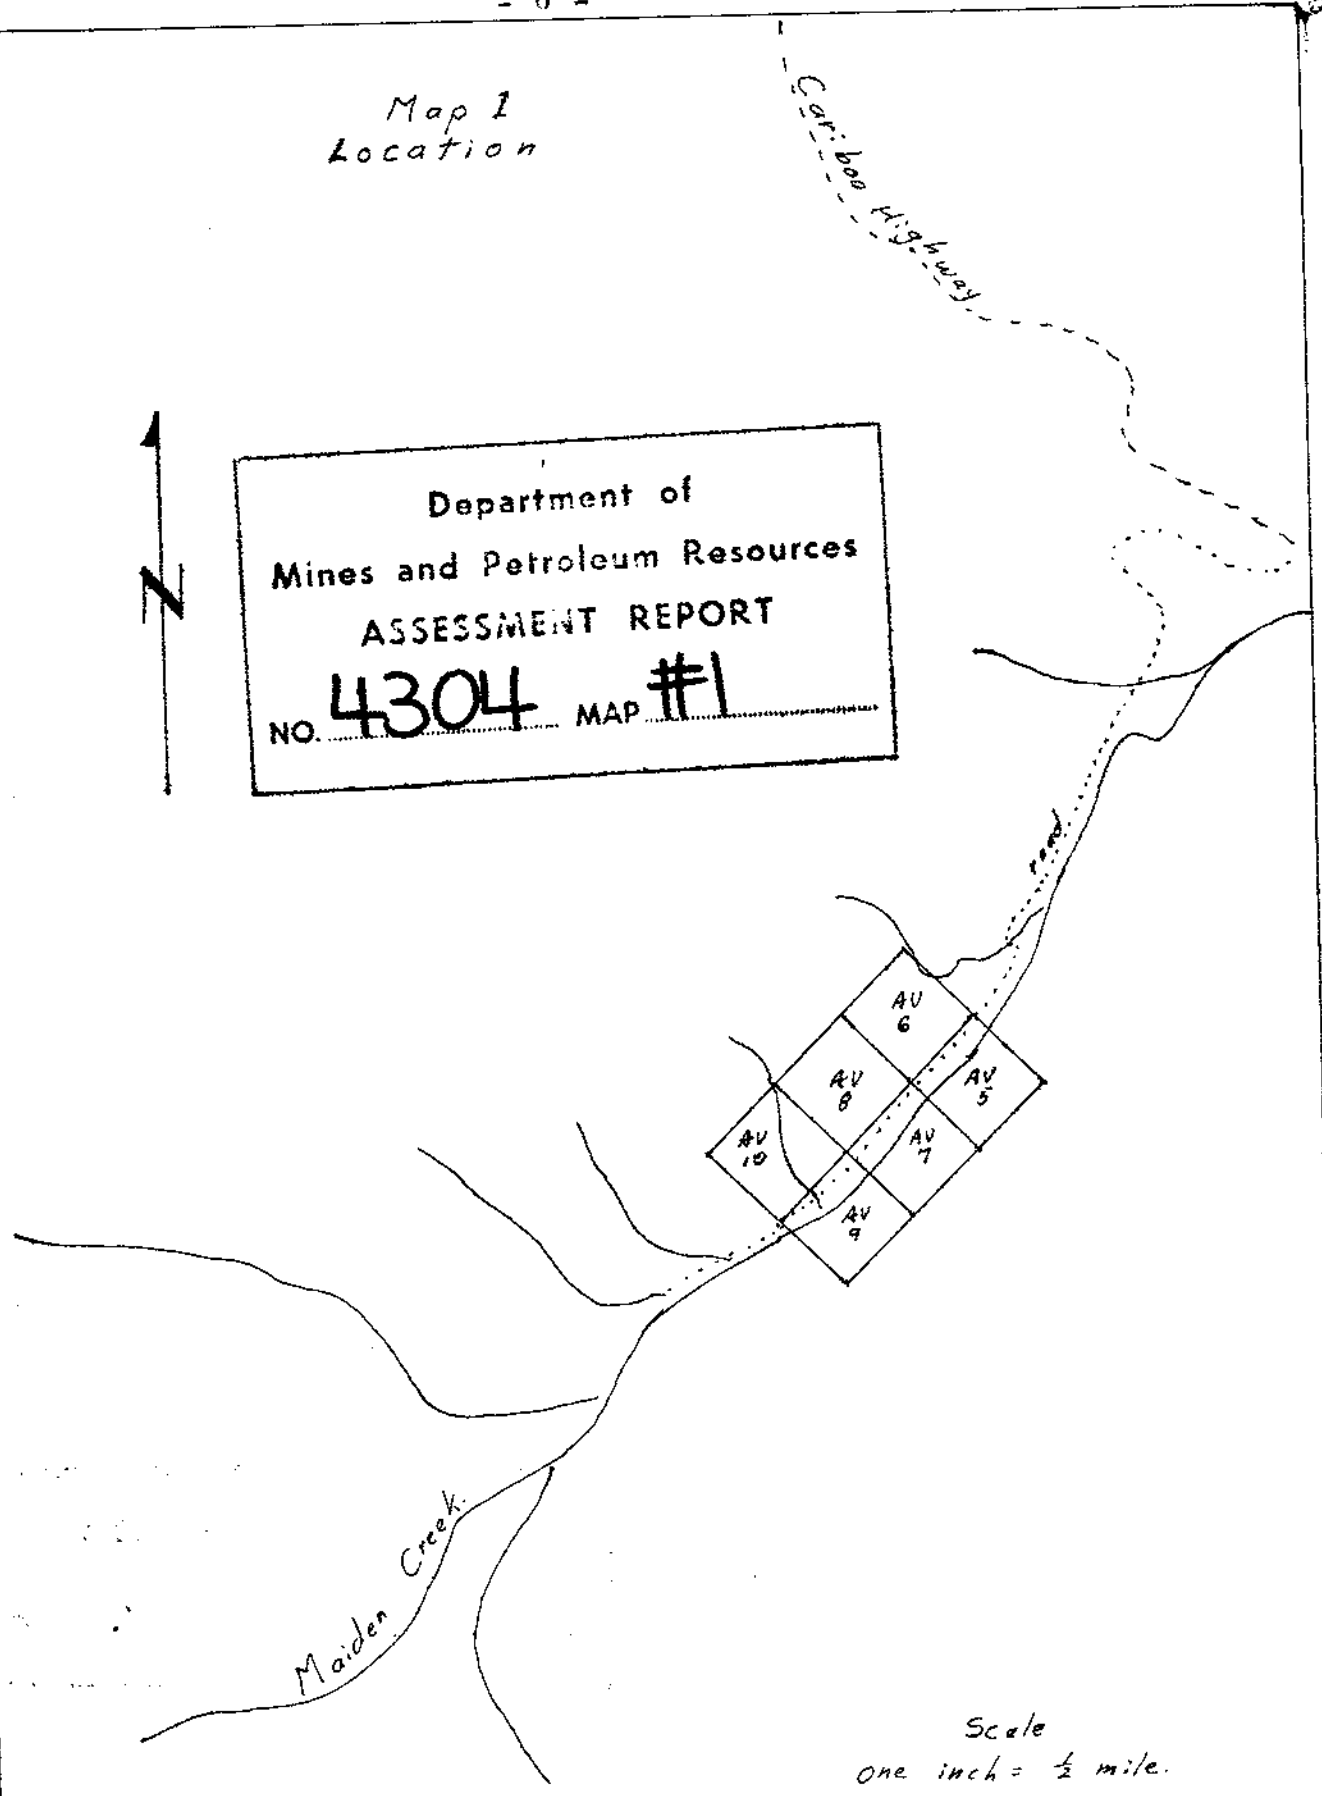 - 6 -
Map 1
Location
Cariboo Highway
N
Department of
Mines and Petroleum Resources
ASSESSMENT REPORT
NO. 4304 MAP #1
road
AV
6
AV
8
AV
5
AV
10
AV
7
AV
9
Maiden Creek
Scale
one inch = ½ mile.